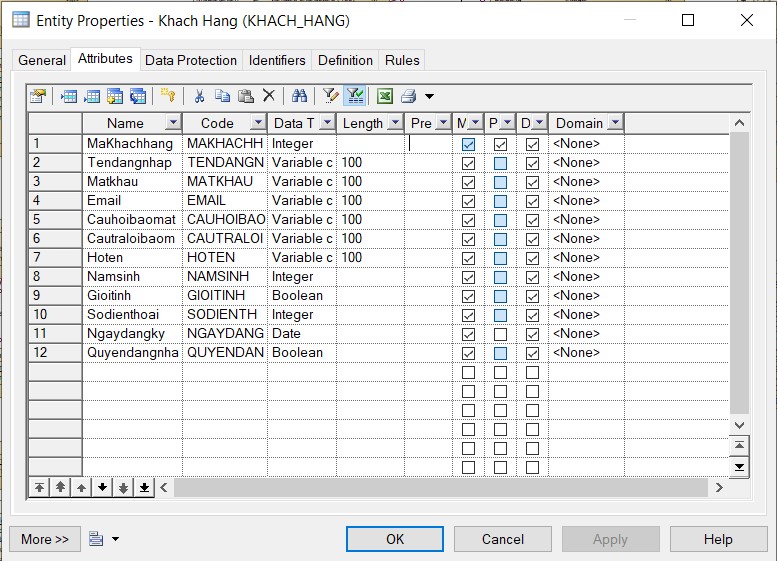 Entity Properties - Khach Hang (KHACH_HANG)
General Attributes Data Protection Identifiers Definition Rules
Name Code Data T Length Pre M P D Domain
1 MaKhachhang MAKHACHH Integer <None>
2 Tendangnhap TENDANGN Variable c 100 <None>
3 Matkhau MATKHAU Variable c 100 <None>
4 Email EMAIL Variable c 100 <None>
5 Cauhoibaomat CAUHOIBAO Variable c 100 <None>
6 Cautraloibaom CAUTRALOI Variable c 100 <None>
7 Hoten HOTEN Variable c 100 <None>
8 Namsinh NAMSINH Integer <None>
9 Gioitinh GIOITINH Boolean <None>
10 Sodienthoai SODIENTH Integer <None>
11 Ngaydangky NGAYDANG Date <None>
12 Quyendangnha QUYENDAN Boolean <None>
More >> OK Cancel Apply Help